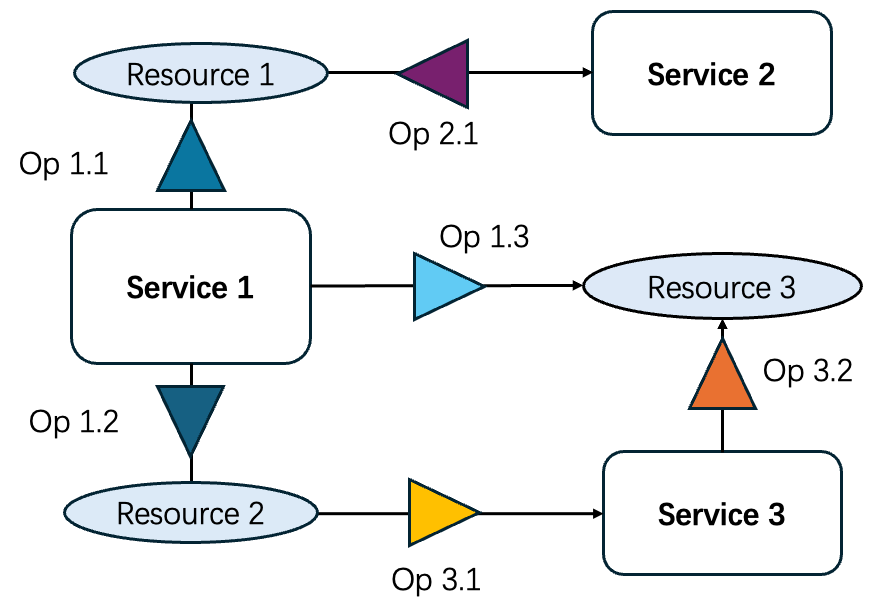 Resource 1
Service 2
Op 2.1
Op 1.1
Op 1.3
Service 1
Resource 3
Op 3.2
Op 1.2
Resource 2
Service 3
Op 3.1